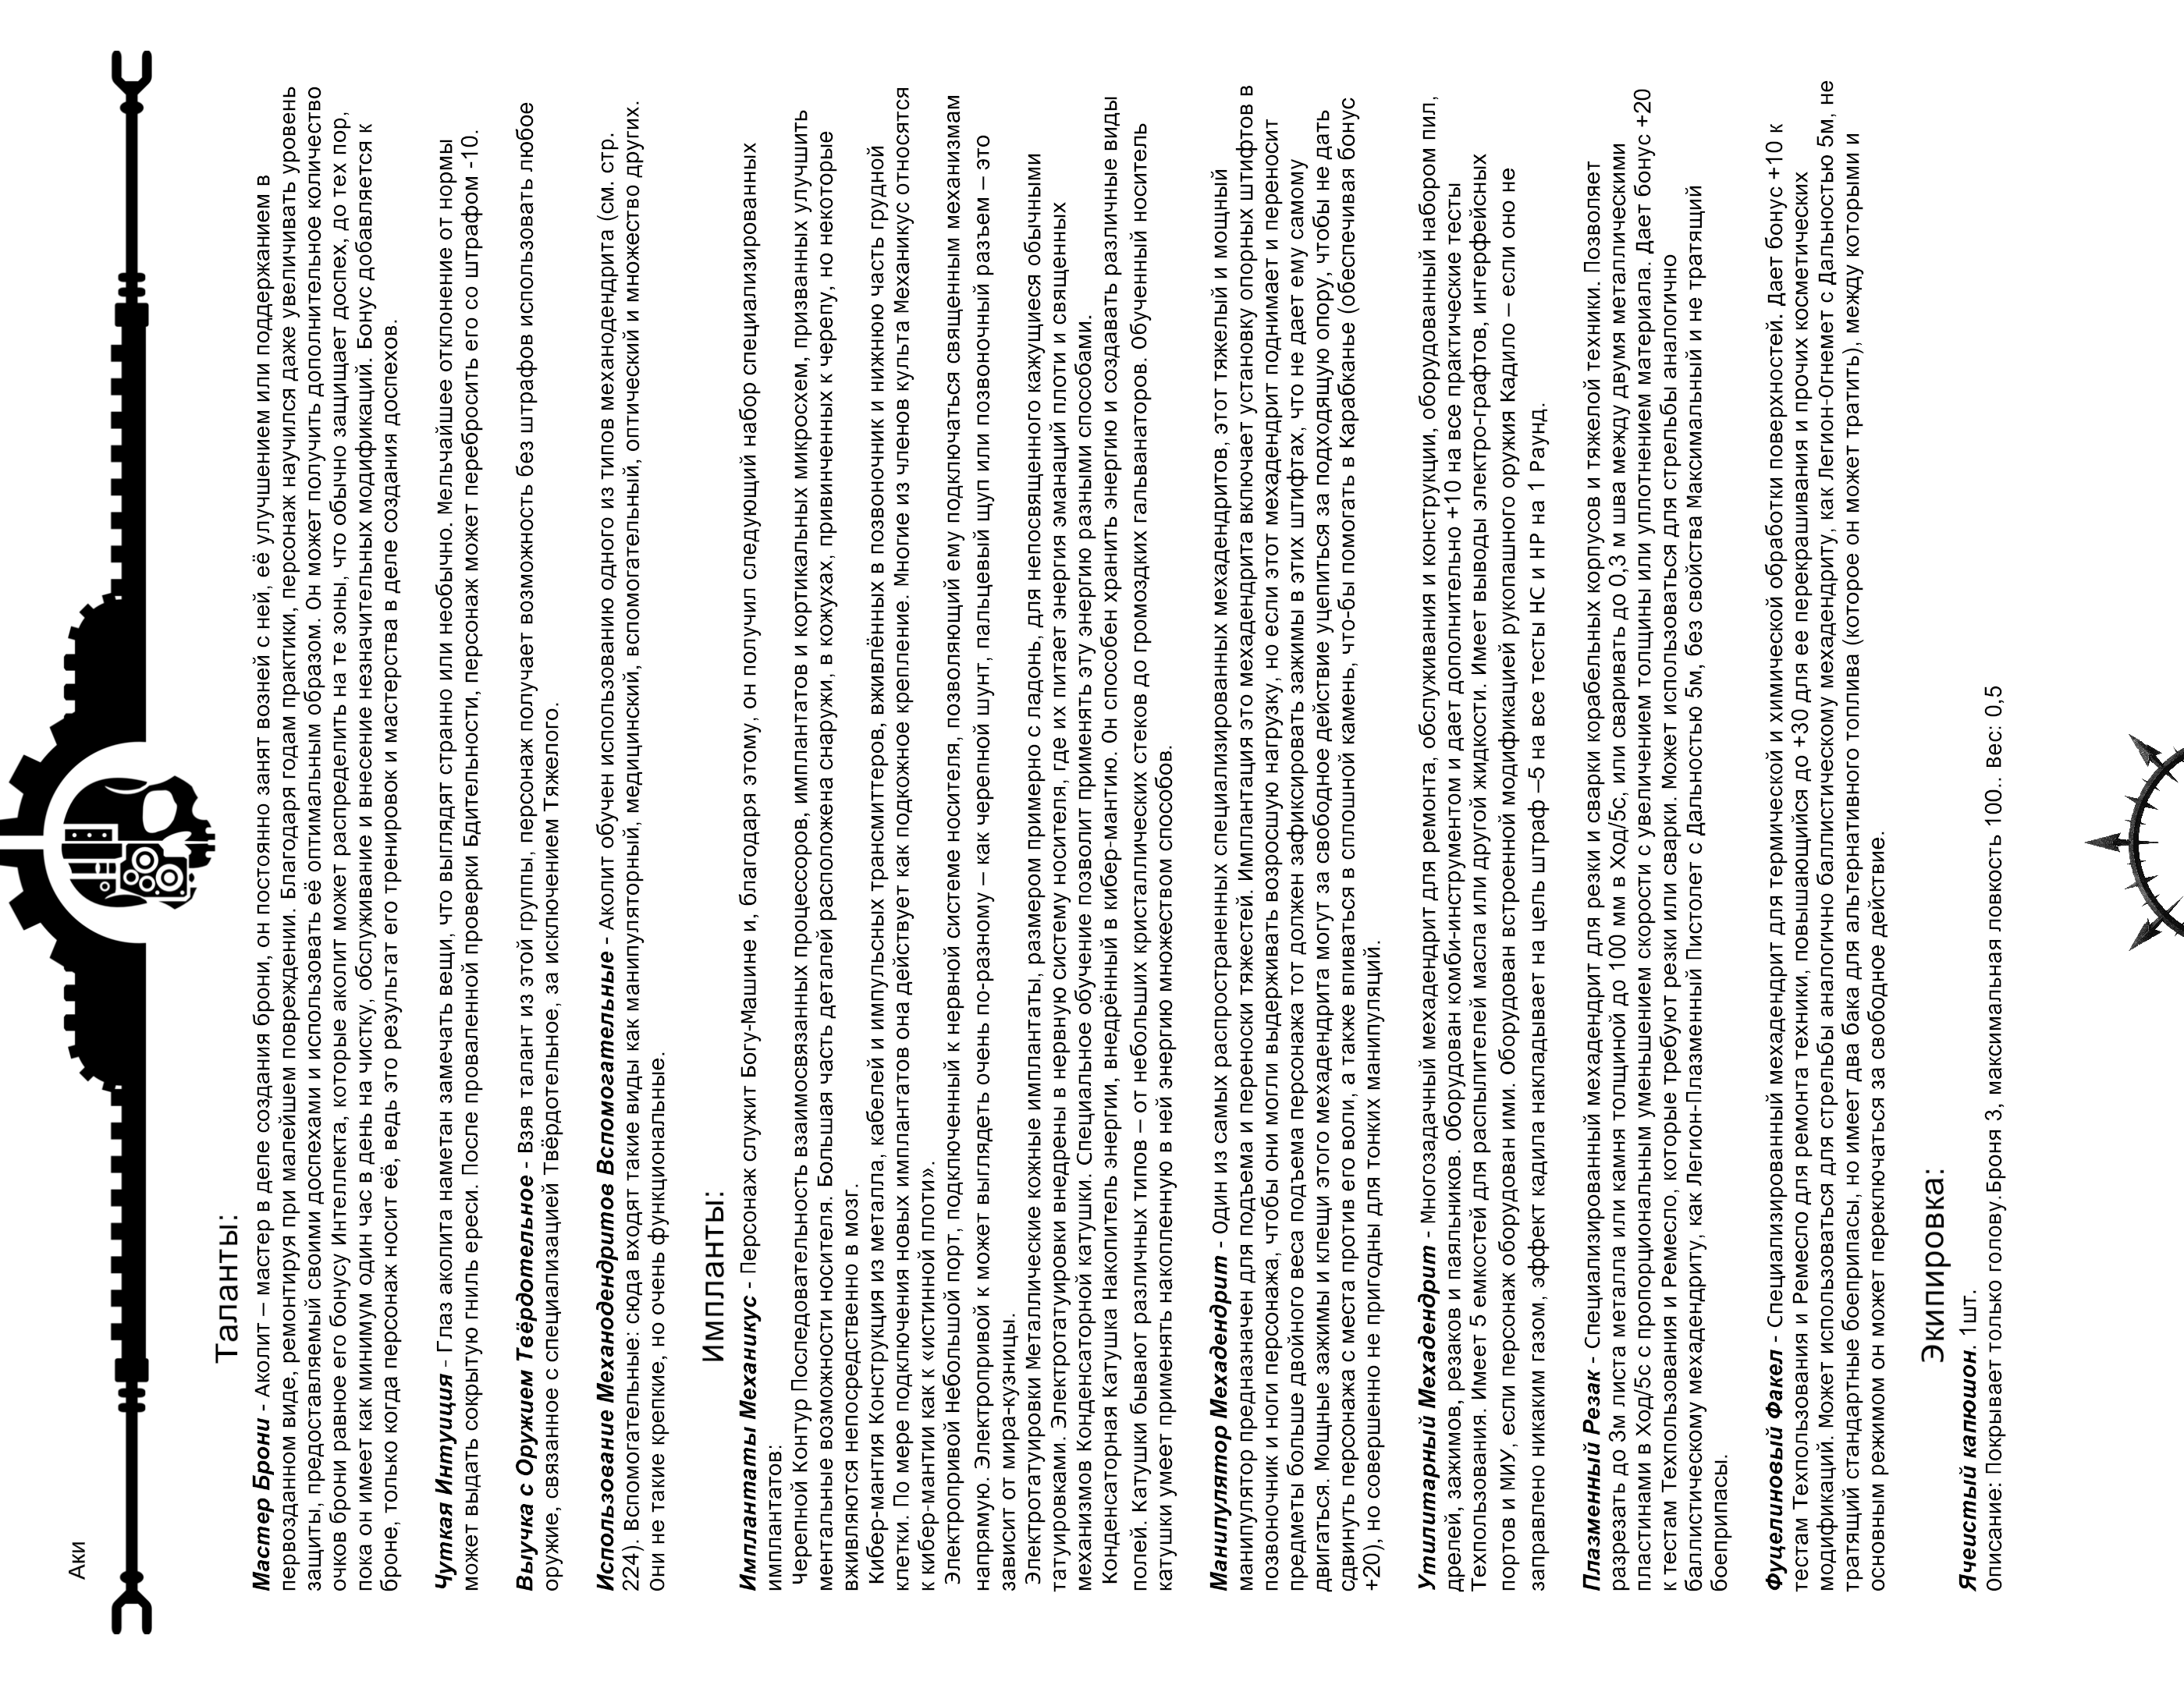 Аки
Таланты:
Мастер Брони - Аколит – мастер в деле создания брони, он постоянно занят возней с ней, её улучшением или поддержанием в
первозданном виде, ремонтируя при малейшем повреждении. Благодаря годам практики, персонаж научился даже увеличивать уровень
защиты, предоставляемый своими доспехами и использовать её оптимальным образом. Он может получить дополнительное количество
очков брони равное его бонусу Интеллекта, которые аколит может распределить на те зоны, что обычно защищает доспех, до тех пор,
пока он имеет как минимум один час в день на чистку, обслуживание и внесение незначительных модификаций. Бонус добавляется к
броне, только когда персонаж носит её, ведь это результат его тренировок и мастерства в деле создания доспехов.
Чуткая Интуиция - Глаз аколита наметан замечать вещи, что выглядят странно или необычно. Мельчайшее отклонение от нормы
может выдать сокрытую гниль ереси. После проваленной проверки Бдительности, персонаж может перебросить его со штрафом -10.
Выучка с Оружием Твёрдотельное - Взяв талант из этой группы, персонаж получает возможность без штрафов использовать любое
оружие, связанное с специализацией Твёрдотельное, за исключением Тяжелого.
Использование Механодендритов Вспомогательные - Аколит обучен использованию одного из типов механодендрита (см. стр.
224). Вспомогательные: сюда входят такие виды как манипуляторный, медицинский, вспомогательный, оптический и множество других.
Они не такие крепкие, но очень функциональные.
Импланты:
Имплантаты Механикус - Персонаж служит Богу-Машине и, благодаря этому, он получил следующий набор специализированных
имплантатов:
Черепной Контур Последовательность взаимосвязанных процессоров, имплантатов и кортикальных микросхем, призванных улучшить
ментальные возможности носителя. Большая часть деталей расположена снаружи, в кожухах, привинченных к черепу, но некоторые
вживляются непосредственно в мозг.
Кибер-мантия Конструкция из металла, кабелей и импульсных трансмиттеров, вживлённых в позвоночник и нижнюю часть грудной
клетки. По мере подключения новых имплантатов она действует как подкожное крепление. Многие из членов культа Механикус относятся
к кибер-мантии как к «истинной плоти».
Электропривой небольшой порт, подключенный к нервной системе носителя, позволяющий ему подключаться священным механизмам
напрямую. Электропривой к может выглядеть очень по-разному – как черепной шунт, пальцевый щуп или позвоночный разъем – это
зависит от мира-кузницы.
Электротатуировки Металлические кожные имплантаты, размером примерно с ладонь, для непосвященного кажущиеся обычными
татуировками. Электротатуировки внедрены в нервную систему носителя, где их питает энергия эманаций плоти и священных
механизмов Конденсаторной катушки. Специальное обучение позволит применять эту энергию разными способами.
Конденсаторная Катушка Накопитель энергии, внедрённый в кибер-мантию. Он способен хранить энергию и создавать различные виды
полей. Катушки бывают различных типов – от небольших кристаллических стеков до громоздких гальванаторов. Обученный носитель
катушки умеет применять накопленную в ней энергию множеством способов.
Манипулятор Мехадендрит - Один из самых распространенных специализированных мехадендритов, этот тяжелый и мощный
манипулятор предназначен для подъема и переноски тяжестей. Имплантация это мехадендрита включает установку опорных штифтов в
позвоночник и ноги персонажа, чтобы они могли выдерживать возросшую нагрузку, но если этот мехадендрит поднимает и переносит
предметы больше двойного веса подъема персонажа тот должен зафиксировать зажимы в этих штифтах, что не дает ему самому
двигаться. Мощные зажимы и клещи этого мехадендрита могут за свободное действие уцепиться за подходящую опору, чтобы не дать
сдвинуть персонажа с места против его воли, а также впиваться в сплошной камень, что-бы помогать в Карабканье (обеспечивая бонус
+20), но совершенно не пригодны для тонких манипуляций.
Утилитарный Мехадендрит - Многозадачный мехадендрит для ремонта, обслуживания и конструкции, оборудованный набором пил,
дрелей, зажимов, резаков и паяльников. Оборудован комби-инструментом и дает дополнительно +10 на все практические тесты
Техпользования. Имеет 5 емкостей для распылителей масла или другой жидкости. Имеет выводы электро-графтов, интерфейсных
портов и МИУ, если персонаж оборудован ими. Оборудован встроенной модификацией рукопашного оружия Кадило – если оно не
заправлено никаким газом, эффект кадила накладывает на цель штраф –5 на все тесты НС и НР на 1 Раунд.
Плазменный Резак - Специализированный мехадендрит для резки и сварки корабельных корпусов и тяжелой техники. Позволяет
разрезать до 3м листа металла или камня толщиной до 100 мм в Ход/5с, или сваривать до 0,3 м шва между двумя металлическими
пластинами в Ход/5с с пропорциональным уменьшением скорости с увеличением толщины или уплотнением материала. Дает бонус +20
к тестам Техпользования и Ремесло, которые требуют резки или сварки. Может использоваться для стрельбы аналогично
баллистическому мехадендриту, как Легион-Плазменный Пистолет с Дальностью 5м, без свойства Максимальный и не тратящий
боеприпасы.
Фуцелиновый Факел - Специализированный мехадендрит для термической и химической обработки поверхностей. Дает бонус +10 к
тестам Техпользования и Ремесло для ремонта техники, повышающийся до +30 для ее перекрашивания и прочих косметических
модификаций. Может использоваться для стрельбы аналогично баллистическому мехадендриту, как Легион-Огнемет с Дальностью 5м, не
тратящий стандартные боеприпасы, но имеет два бака для альтернативного топлива (которое он может тратить), между которыми и
основным режимом он может переключаться за свободное действие.
Экипировка:
Ячеистый капюшон. 1шт.
Описание: Покрывает только голову. Броня 3, максимальная ловкость 100.. Вес: 0,5